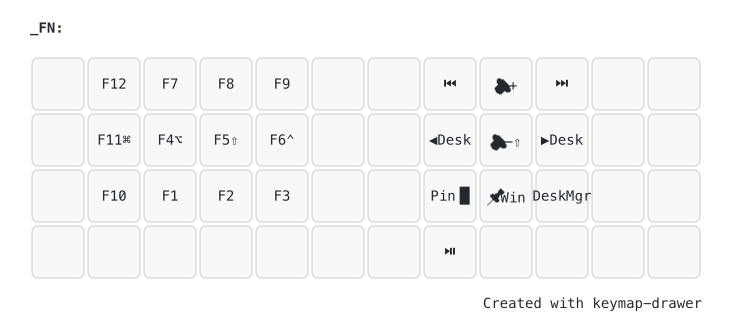 _FN:
F12 F7 F8 F9 ⏮ + ⏭
F11⌘ F4⌥ F5⇧ F6^ ◀Desk –⇧ ▶Desk
F10 F1 F2 F3 Pin█ 📌Win DeskMgr
⏯
Created with keymap-drawer